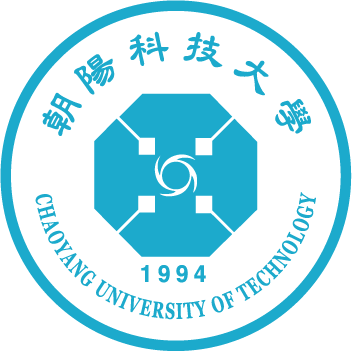 朝陽科技大學
1994
CHAOYANG UNIVERSITY OF TECHNOLOGY